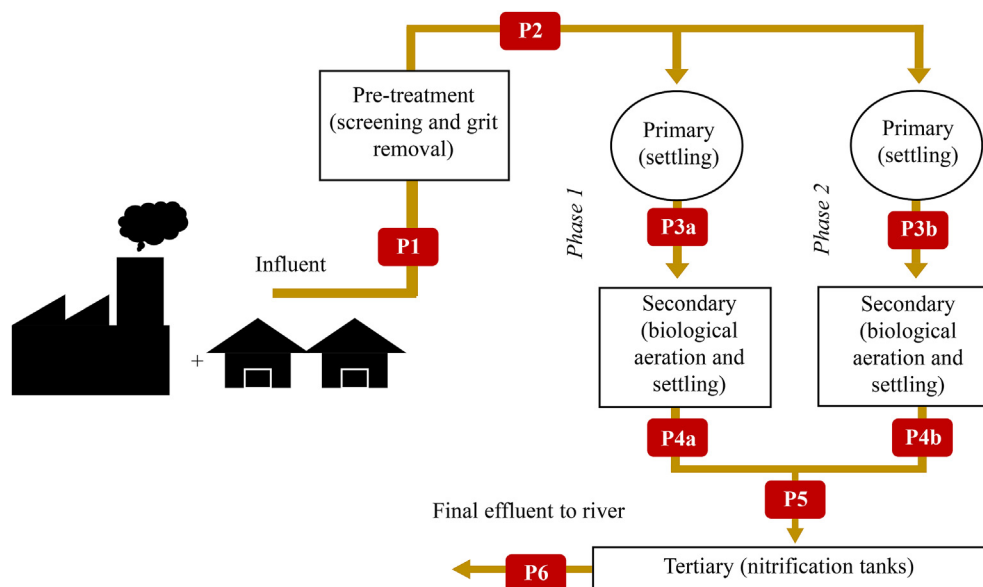 P2
Pre-treatment
(screening and grit
removal)
Primary
(settling)
Primary
(settling)
Phase 1
Phase 2
P3a
P3b
P1
Influent
Secondary
(biological
aeration and
settling)
Secondary
(biological
aeration and
settling)
+
P4a
P4b
P5
Final effluent to river
P6
Tertiary (nitrification tanks)